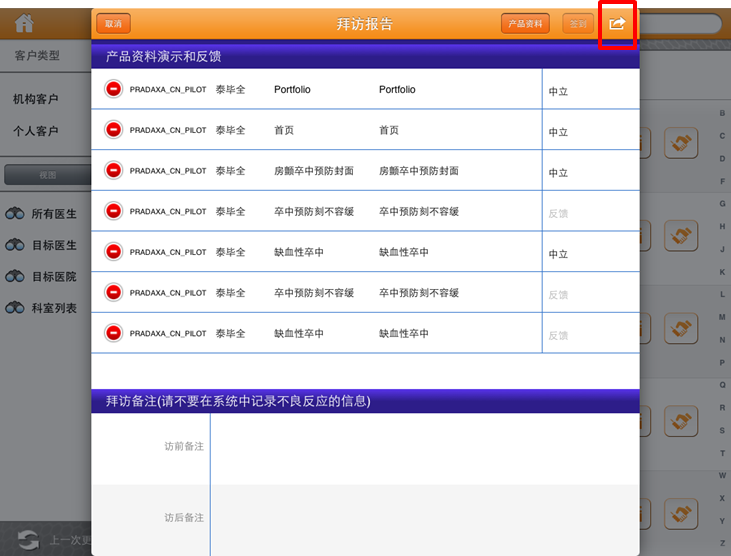 取消
拜访报告
产品资料
签到
客户类型
机构客户
个人客户
视图
所有医生
目标医生
目标医院
科室列表
上一次更
产品资料演示和反馈
PRADAXA_CN_PILOT 泰毕全 Portfolio Portfolio 中立
PRADAXA_CN_PILOT 泰毕全 首页 首页 中立
PRADAXA_CN_PILOT 泰毕全 房颤卒中预防封面 房颤卒中预防封面 中立
PRADAXA_CN_PILOT 泰毕全 卒中预防刻不容缓 卒中预防刻不容缓 反馈
PRADAXA_CN_PILOT 泰毕全 缺血性卒中 缺血性卒中 中立
PRADAXA_CN_PILOT 泰毕全 卒中预防刻不容缓 卒中预防刻不容缓 反馈
PRADAXA_CN_PILOT 泰毕全 缺血性卒中 缺血性卒中 反馈
拜访备注(请不要在系统中记录不良反应的信息)
访前备注
访后备注
B
C
D
F
G
H
J
K
L
M
N
P
Q
R
S
T
W
X
Y
Z